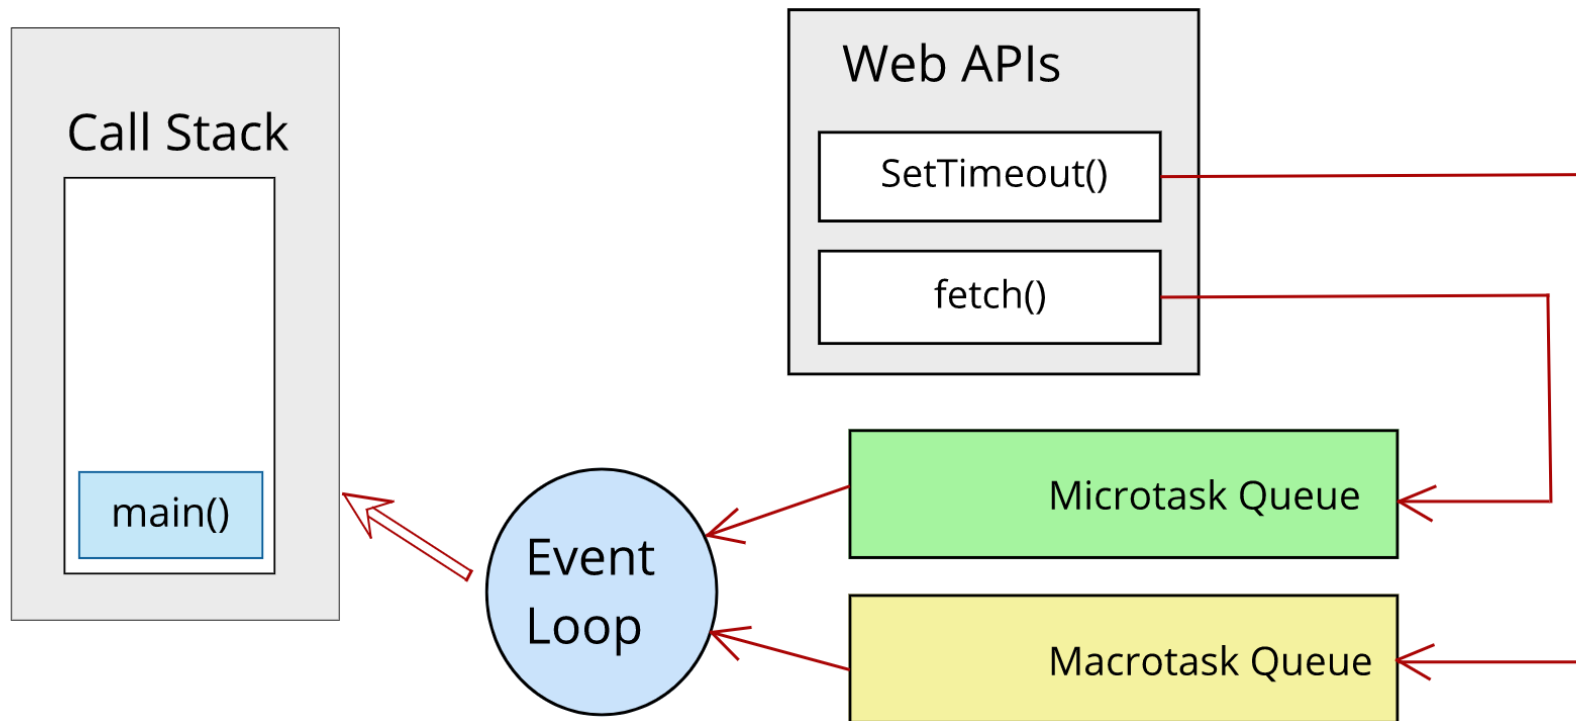 Call Stack
main()
Web APIs
SetTimeout()
fetch()
Event
Loop
Microtask Queue
Macrotask Queue